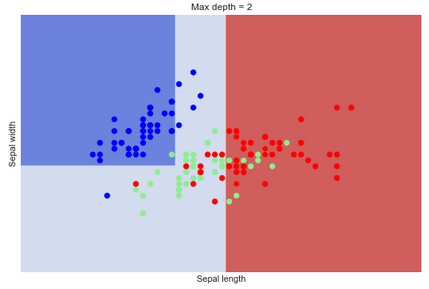 Max depth = 2
Sepal width
Sepal length